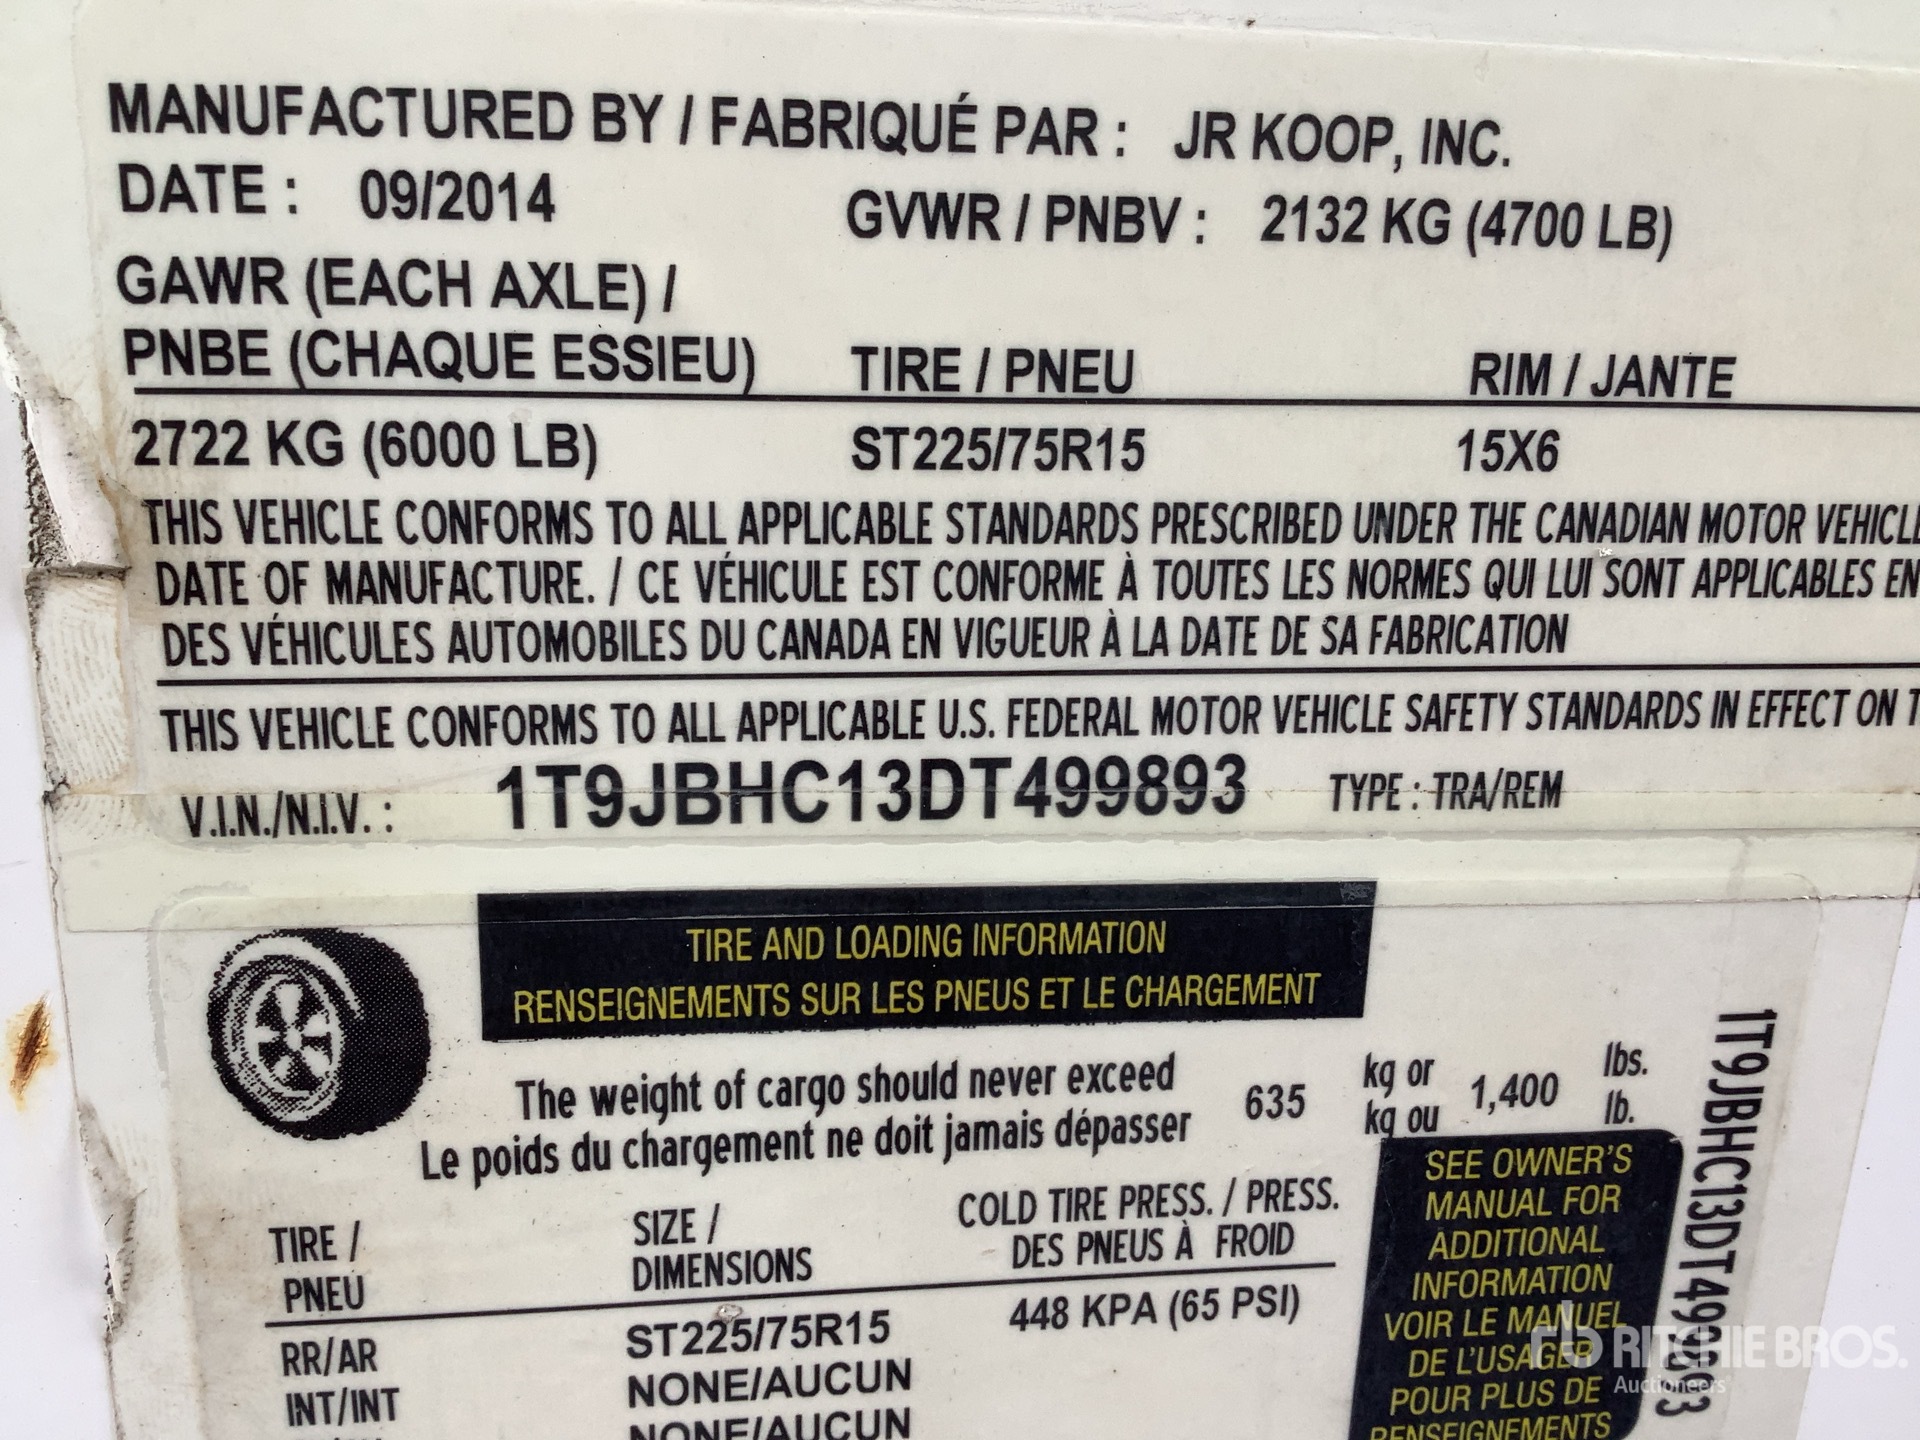 MANUFACTURED BY / FABRIQUÉ PAR : JR KOOP, INC.
DATE : 09/2014 GVWR / PNBV : 2132 KG (4700 LB)
GAWR (EACH AXLE) /
PNBE (CHAQUE ESSIEU) TIRE / PNEU RIM / JANTE
2722 KG (6000 LB) ST225/75R15 15X6
THIS VEHICLE CONFORMS TO ALL APPLICABLE STANDARDS PRESCRIBED UNDER THE CANADIAN MOTOR VEHICLE
DATE OF MANUFACTURE. / CE VÉHICULE EST CONFORME À TOUTES LES NORMES QUI LUI SONT APPLICABLES EN
DES VÉHICULES AUTOMOBILES DU CANADA EN VIGUEUR À LA DATE DE SA FABRICATION
THIS VEHICLE CONFORMS TO ALL APPLICABLE U.S. FEDERAL MOTOR VEHICLE SAFETY STANDARDS IN EFFECT ON
V.I.N./N.I.V. : 1T9JBHC13DT499893 TYPE : TRA/REM
TIRE AND LOADING INFORMATION
RENSEIGNEMENTS SUR LES PNEUS ET LE CHARGEMENT
The weight of cargo should never exceed
Le poids du chargement ne doit jamais dépasser
635
kg or
kg ou
1,400
lbs.
lb.
TIRE /
PNEU
SIZE /
DIMENSIONS
COLD TIRE PRESS. / PRESS.
DES PNEUS À FROID
RR/AR ST225/75R15 448 KPA (65 PSI)
INT/INT NONE/AUCUN
NONE/AUCUN
SEE OWNER'S
MANUAL FOR
ADDITIONAL
INFORMATION
VOIR LE MANUEL
DE L'USAGER
POUR PLUS DE
RENSEIGNEMENTS
1T9JBHC13DT499893
RITCHIE BROS.
Auctioneers